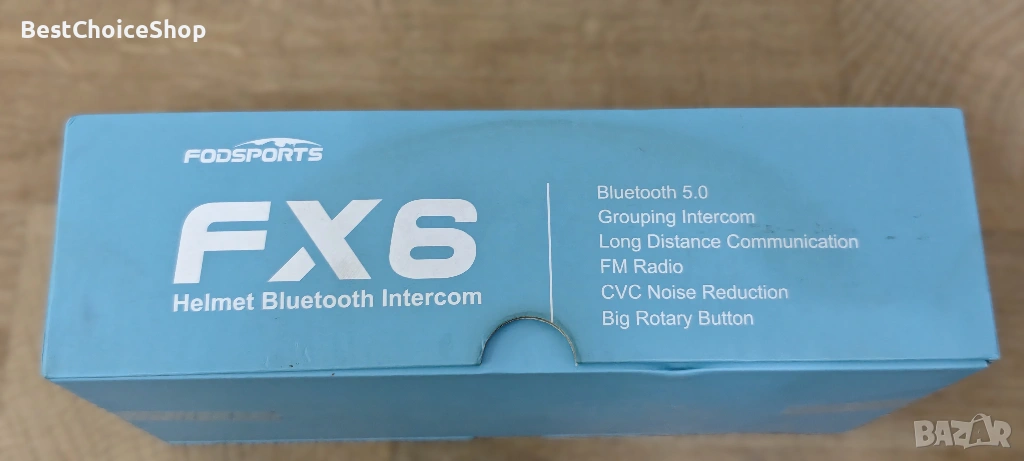 BestChoiceShop
FODSPORTS
FX6
Helmet Bluetooth Intercom
Bluetooth 5.0
Grouping Intercom
Long Distance Communication
FM Radio
CVC Noise Reduction
Big Rotary Button
BAZAR